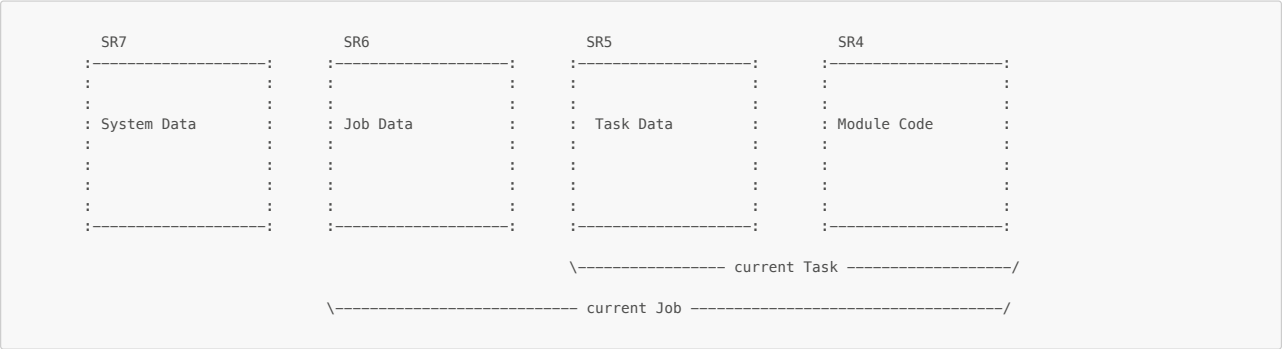 SR7 SR6 SR5 SR4
:--------------------: :--------------------: :--------------------: :--------------------:
: : : : : : : :
: : : : : : : :
: System Data : : Job Data : : Task Data : : Module Code :
: : : : : : : :
: : : : : : : :
: : : : : : : :
: : : : : : : :
:--------------------: :--------------------: :--------------------: :--------------------:
\----------------- current Task -------------------/
\---------------------------- current Job ------------------------------------/